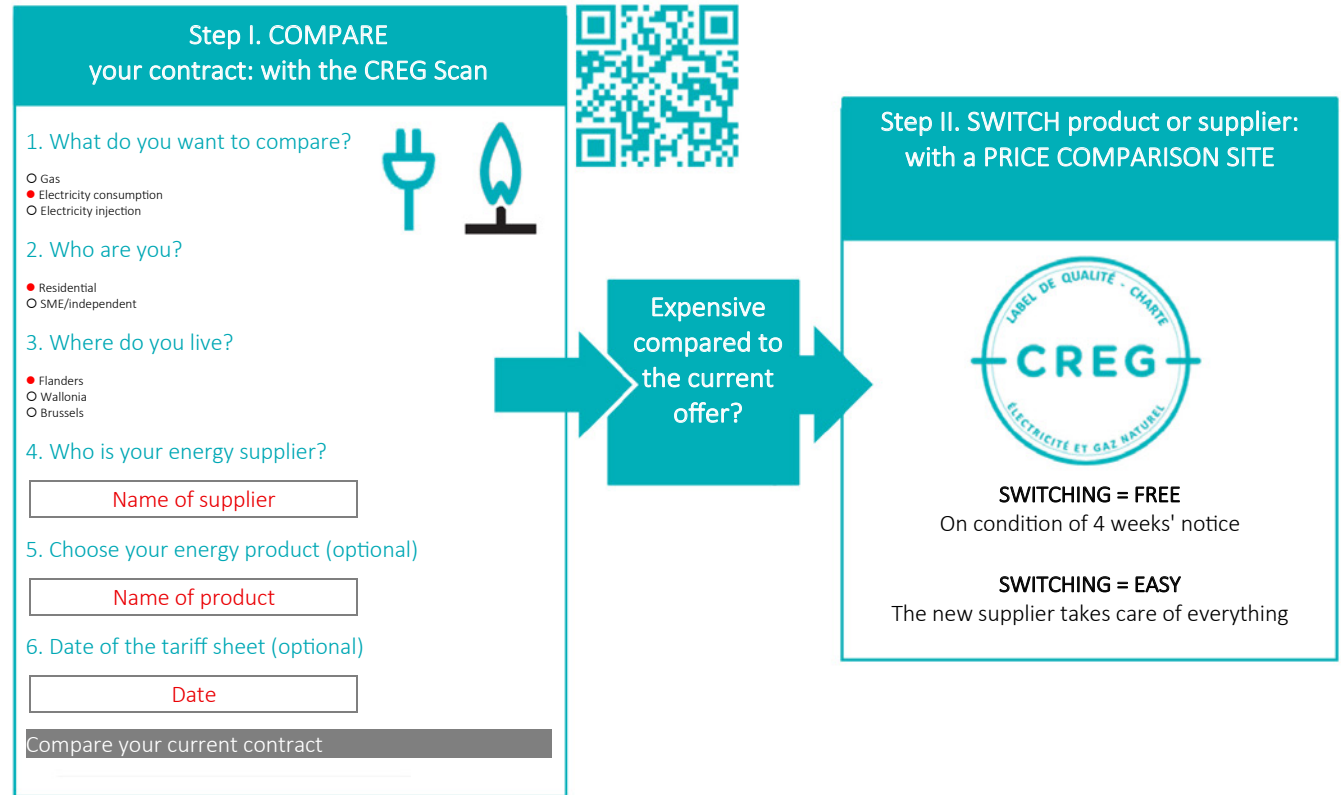 Step I. COMPARE
your contract: with the CREG Scan
1. What do you want to compare?
Gas
Electricity consumption
Electricity injection
2. Who are you?
Residential
SME/independent
3. Where do you live?
Flanders
Wallonia
Brussels
4. Who is your energy supplier?
Name of supplier
5. Choose your energy product (optional)
Name of product
6. Date of the tariff sheet (optional)
Date
Compare your current contract
Expensive
compared to
the current
offer?
Step II. SWITCH product or supplier:
with a PRICE COMPARISON SITE
LABEL DE QUALITÉ - CHARTE
CREG
ÉLECTRICITÉ ET GAZ NATUREL
SWITCHING = FREE
On condition of 4 weeks' notice
SWITCHING = EASY
The new supplier takes care of everything